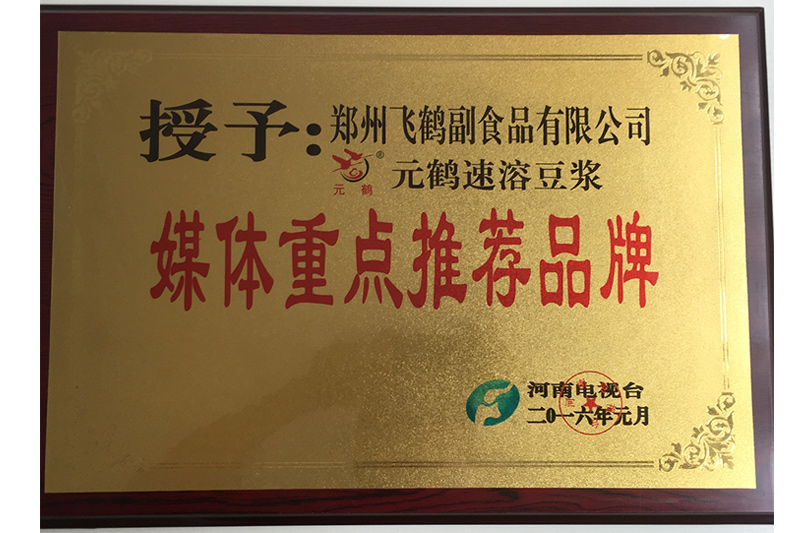 授予:郑州飞鹤副食品有限公司
元鹤® 元鹤速溶豆浆
媒体重点推荐品牌
河南电视台
二0一六年元月